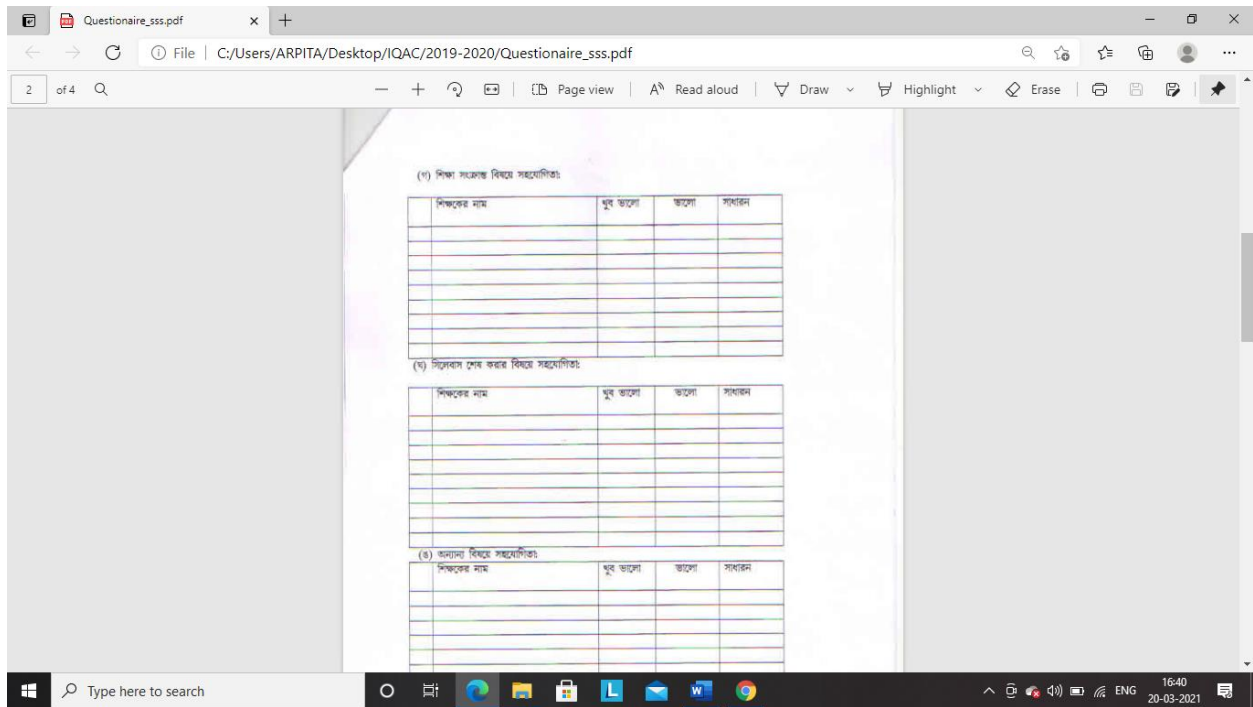 Questionaire_sss.pdf
File | C:/Users/ARPITA/Desktop/IQAC/2019-2020/Questionaire_sss.pdf
2 of 4 Page view | Read aloud | Draw Highlight Erase
(গ) শিক্ষা সংক্রান্ত বিষয়ে সহযোগিতাঃ
শিক্ষকের নাম খুব ভালো ভালো সাধারন
(ঘ) সিলেবাস শেষ করার বিষয়ে সহযোগিতাঃ
শিক্ষকের নাম খুব ভালো ভালো সাধারন
(ঙ) অন্যান্য বিষয়ে সহযোগিতাঃ
শিক্ষকের নাম খুব ভালো ভালো সাধারন
Type here to search
ENG 16:40
20-03-2021